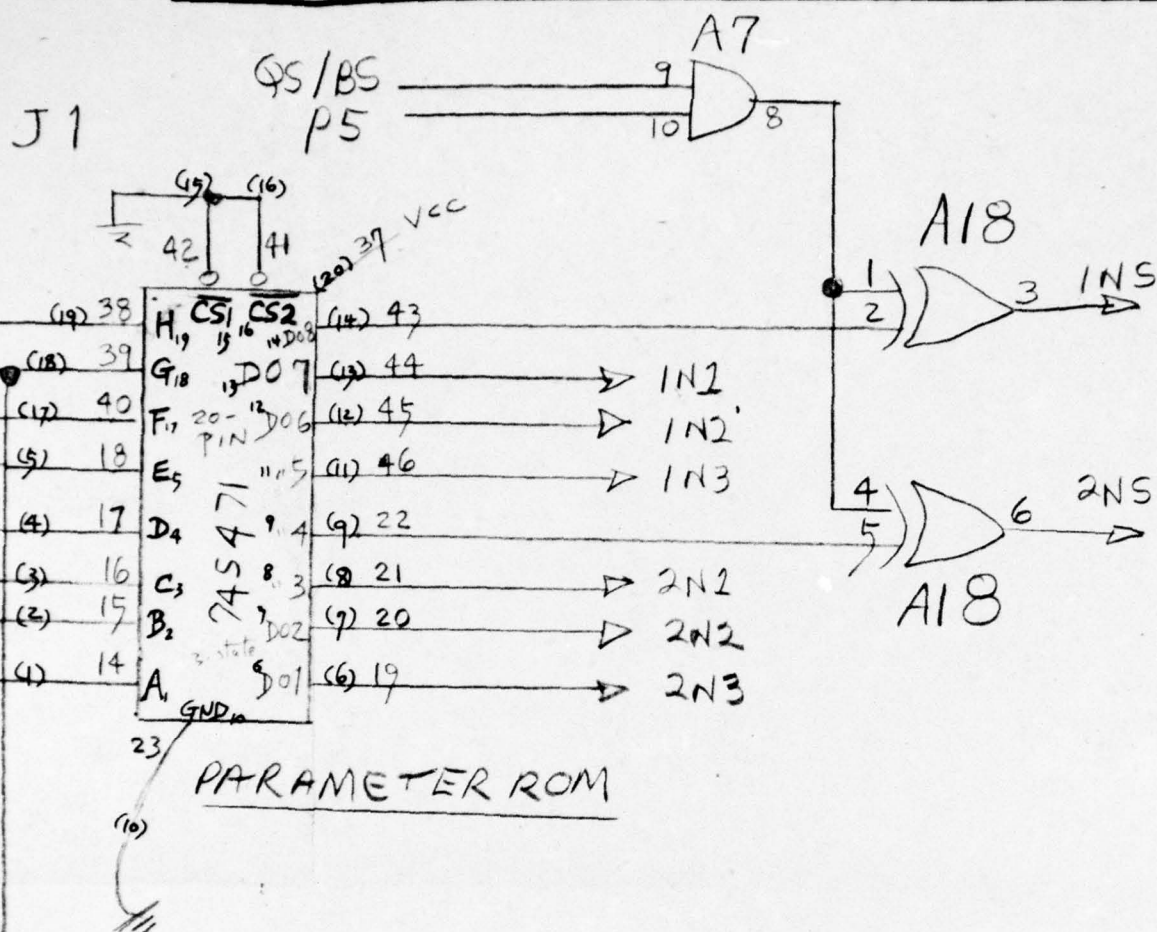 A7
QS/BS 9
P5 10 8
J1
(15) (16)
42 41
(20) 37 VCC
A18
1 3 1NS
2
(19) 38 H19 CS1 15 16 CS2 14 DO8 (14) 43
(18) 39 G18 13 DO7 (13) 44 1N1
(17) 40 F17 20-PIN 12 DO6 (12) 45 1N2
(5) 18 E5 11 " 5 (11) 46 1N3
4 6 2NS
5
A18
(4) 17 D4 74S471 9 " 4 (9) 22
(3) 16 C3 8 " 3 (8) 21 2N1
(2) 15 B2 7 DO2 (7) 20 2N2
3-state
(1) 14 A1 6 DO1 (6) 19 2N3
GND10
23
PARAMETER ROM
(10)